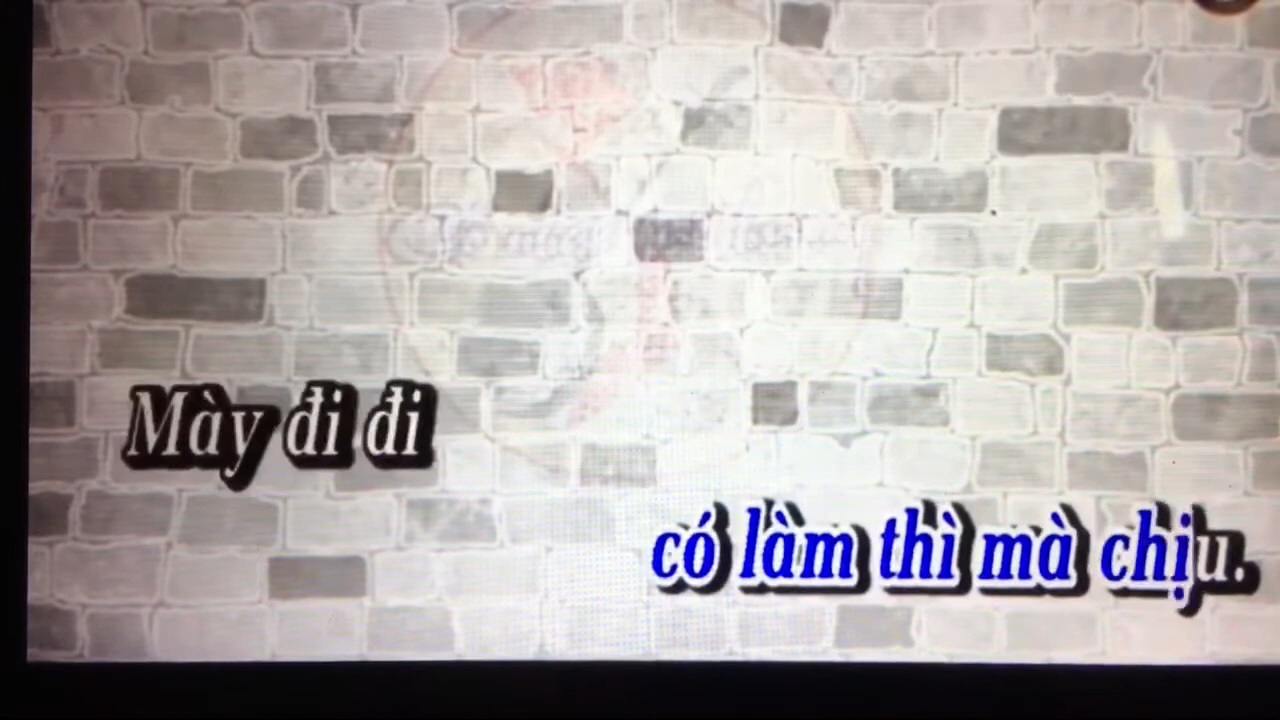 Mày đi đi
có làm thì mà chịu.